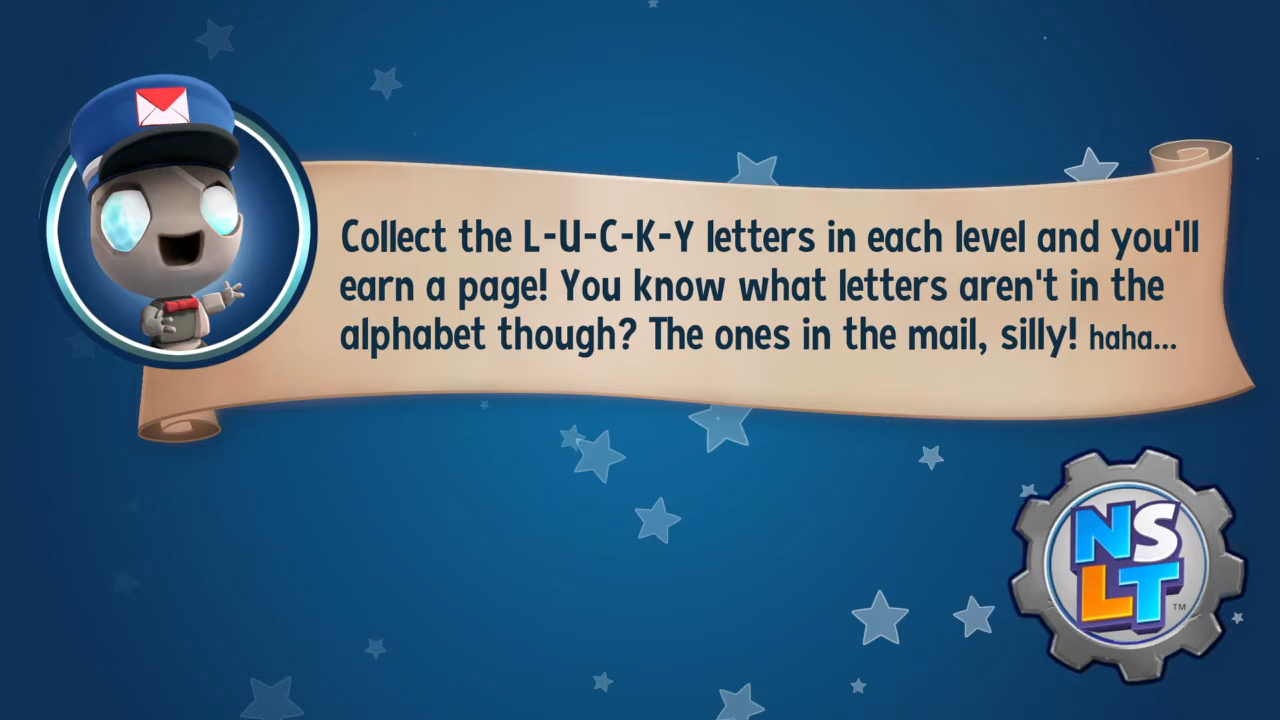 Collect the L-U-C-K-Y letters in each level and you'll
earn a page! You know what letters aren't in the
alphabet though? The ones in the mail, silly! haha...
NS
LT
TM